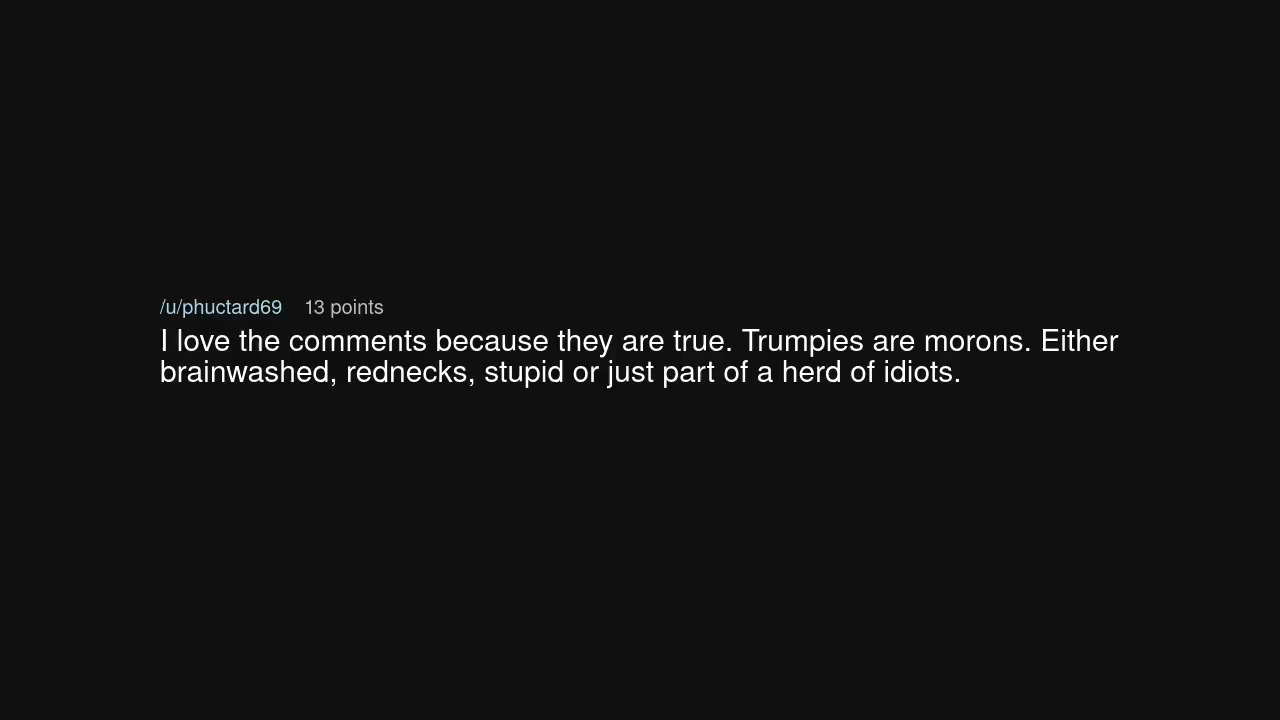 /u/phuctard69 13 points
I love the comments because they are true. Trumpies are morons. Either
brainwashed, rednecks, stupid or just part of a herd of idiots.